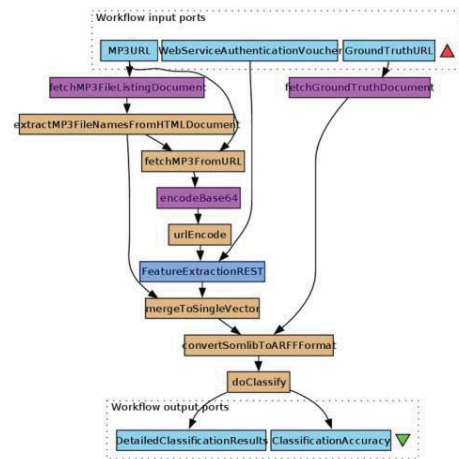 Workflow input ports
MP3URL
WebServiceAuthenticationVoucher
GroundTruthURL
fetchMP3FileListingDocument
fetchGroundTruthDocument
extractMP3FileNamesFromHTMLDocument
fetchMP3FromURL
encodeBase64
urlEncode
FeatureExtractionREST
mergeToSingleVector
convertSomlibToARFFFormat
doClassify
Workflow output ports
DetailedClassificationResults
ClassificationAccuracy